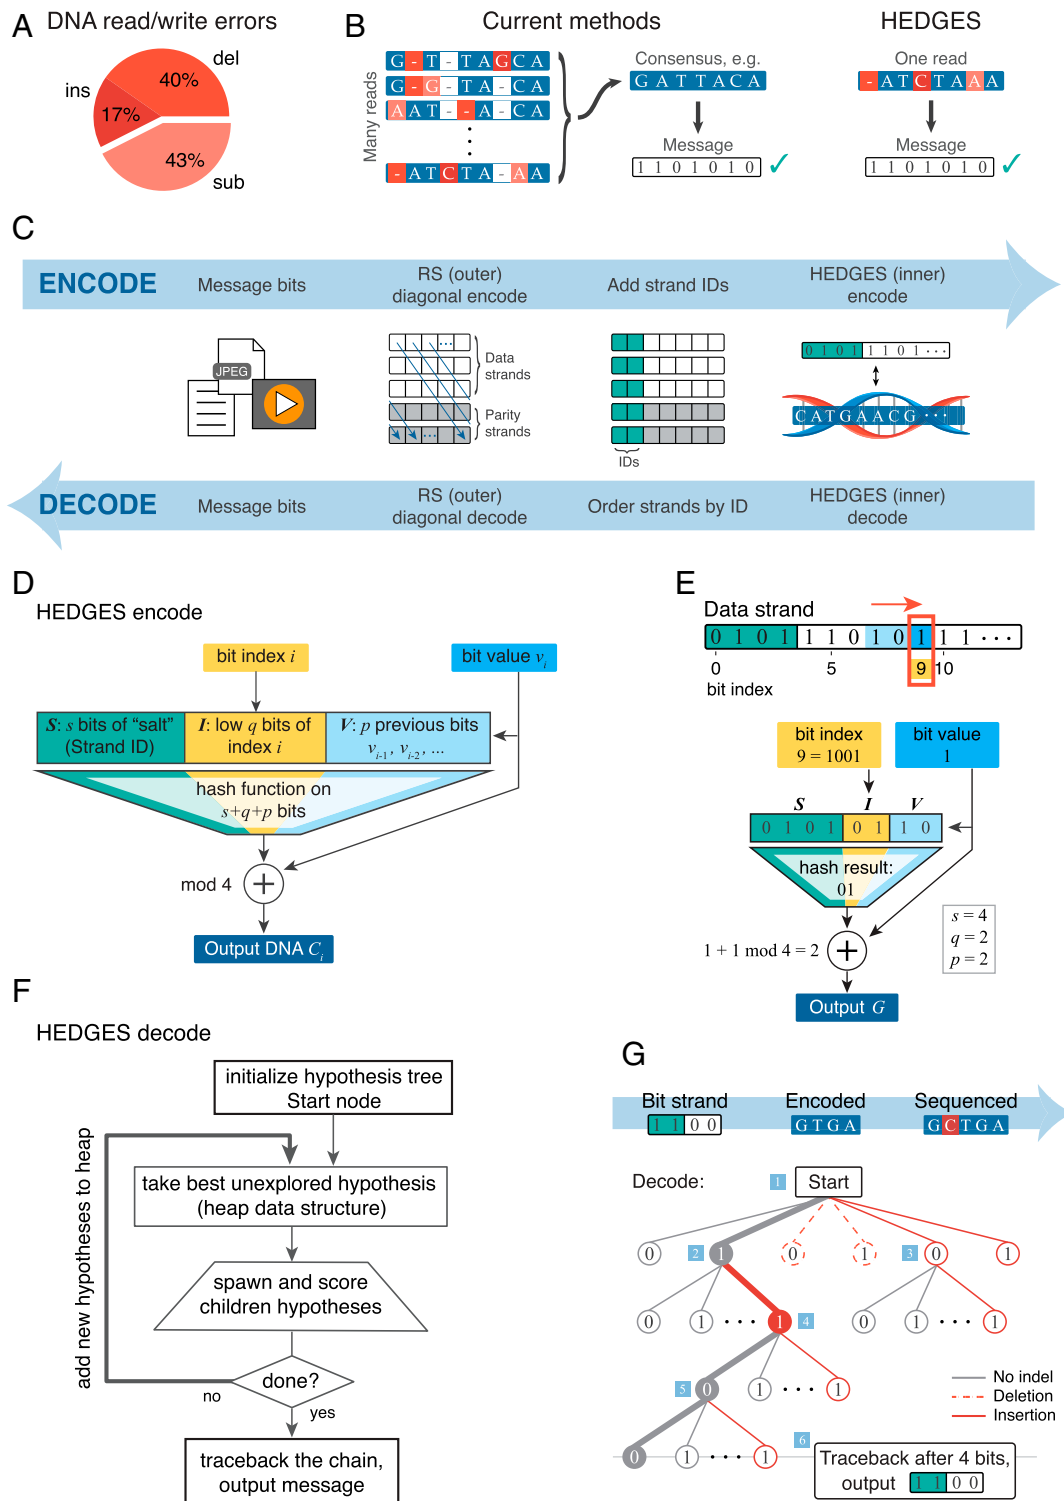 A
DNA read/write errors
del
40%
ins
17%
43%
sub
B
Current methods
HEDGES
Many reads
G - T - T A G C A
G - G - T A - C A
A A T - - A - C A
- A T C T A - A A
Consensus, e.g.
G A T T A C A
Message
1 1 0 1 0 1 0 ✓
One read
- A T C T A A A
Message
1 1 0 1 0 1 0 ✓
C
ENCODE
Message bits
RS (outer)
diagonal encode
Add strand IDs
HEDGES (inner)
encode
JPEG
...
Data
strands
Parity
strands
...
IDs
0 1 0 1 1 1 0 1 ...
C A T G A A C G ...
DECODE
Message bits
RS (outer)
diagonal decode
Order strands by ID
HEDGES (inner)
decode
D
HEDGES encode
bit index i
bit value vi
S: s bits of “salt”
(Strand ID)
I: low q bits of
index i
V: p previous bits
vi-1, vi-2, ...
hash function on
s+q+p bits
mod 4
+
Output DNA Ci
E
Data strand
0 1 0 1 1 1 0 1 0 1 1 1 ...
0 5 9 10
bit index
bit index
9 = 1001
bit value
1
S I V
0 1 0 1 0 1 1 0
hash result:
01
s = 4
q = 2
p = 2
1 + 1 mod 4 = 2
+
Output G
F
HEDGES decode
initialize hypothesis tree
Start node
add new hypotheses to heap
take best unexplored hypothesis
(heap data structure)
spawn and score
children hypotheses
done?
no
yes
traceback the chain,
output message
G
Bit strand
1 1 0 0
Encoded
G T G A
Sequenced
G C T G A
Decode:
1 Start
0 2 1 0 1 3 0 1
0 1 ... 1 4 0 1 ... 1
5 0 1 ... 1
No indel
Deletion
Insertion
0 1 ... 1 6
Traceback after 4 bits,
output 1 1 0 0